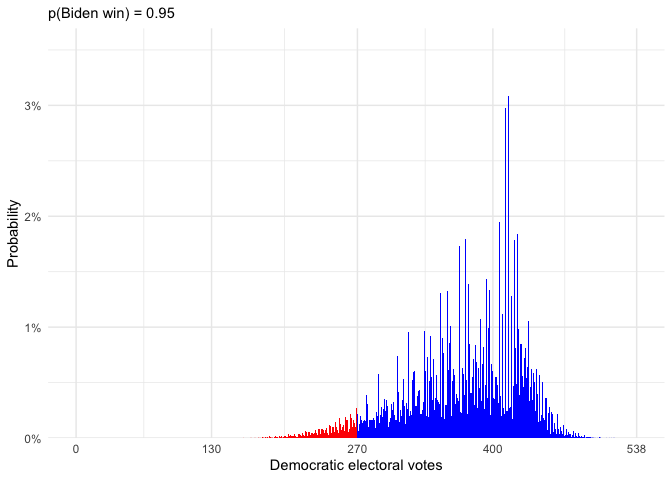 p(Biden win) = 0.95
Probability
3%
2%
1%
0%
0 130 270 400 538
Democratic electoral votes